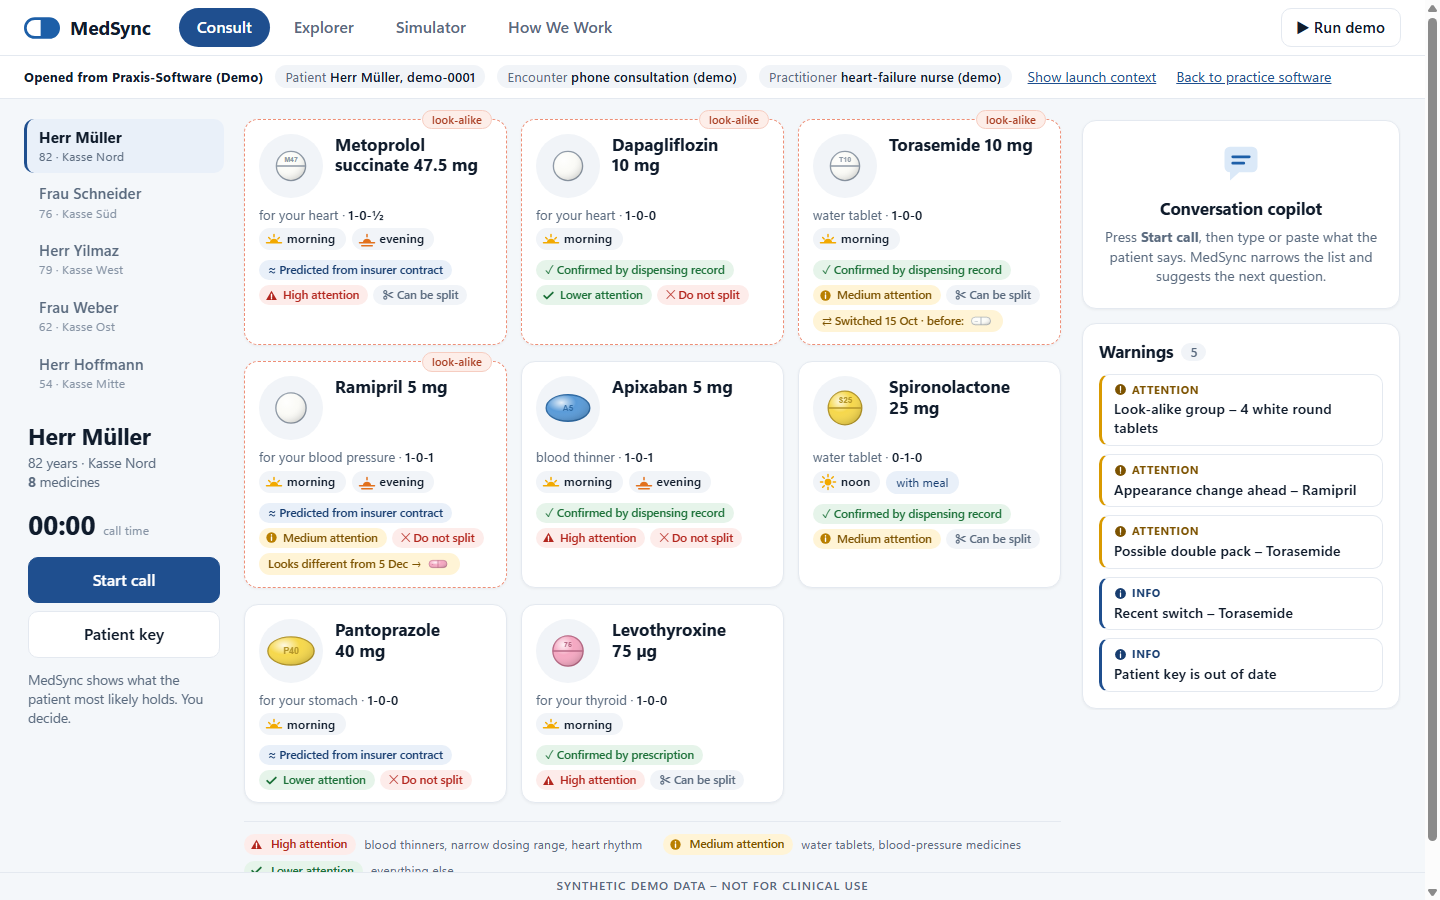 MedSync
Consult
Explorer
Simulator
How We Work
▶ Run demo
Opened from Praxis-Software (Demo)
Patient Herr Müller, demo-0001
Encounter phone consultation (demo)
Practitioner heart-failure nurse (demo)
Show launch context
Back to practice software
Herr Müller
82 · Kasse Nord
Frau Schneider
76 · Kasse Süd
Herr Yilmaz
79 · Kasse West
Frau Weber
62 · Kasse Ost
Herr Hoffmann
54 · Kasse Mitte
Herr Müller
82 years · Kasse Nord
8 medicines
00:00 call time
Start call
Patient key
MedSync shows what the
patient most likely holds. You
decide.
look-alike
M47
Metoprolol
succinate 47.5 mg
for your heart · 1-0-½
morning
evening
≈ Predicted from insurer contract
High attention
Can be split
look-alike
Dapagliflozin
10 mg
for your heart · 1-0-0
morning
✓ Confirmed by dispensing record
Lower attention
Do not split
look-alike
T10
Torasemide 10 mg
water tablet · 1-0-0
morning
✓ Confirmed by dispensing record
Medium attention
Can be split
⇄ Switched 15 Oct · before:
look-alike
Ramipril 5 mg
for your blood pressure · 1-0-1
morning
evening
≈ Predicted from insurer contract
Medium attention
Do not split
Looks different from 5 Dec →
A5
Apixaban 5 mg
blood thinner · 1-0-1
morning
evening
✓ Confirmed by dispensing record
High attention
Do not split
S25
Spironolactone
25 mg
water tablet · 0-1-0
noon
with meal
✓ Confirmed by dispensing record
Medium attention
Can be split
P40
Pantoprazole
40 mg
for your stomach · 1-0-0
morning
≈ Predicted from insurer contract
Lower attention
Do not split
Levothyroxine
75 µg
for your thyroid · 1-0-0
morning
✓ Confirmed by prescription
High attention
Can be split
High attention
blood thinners, narrow dosing range, heart rhythm
Medium attention
water tablets, blood-pressure medicines
Lower attention
everything else
Conversation copilot
Press Start call, then type or paste what the
patient says. MedSync narrows the list and
suggests the next question.
Warnings 5
ATTENTION
Look-alike group – 4 white round
tablets
ATTENTION
Appearance change ahead – Ramipril
ATTENTION
Possible double pack – Torasemide
INFO
Recent switch – Torasemide
INFO
Patient key is out of date
SYNTHETIC DEMO DATA – NOT FOR CLINICAL USE